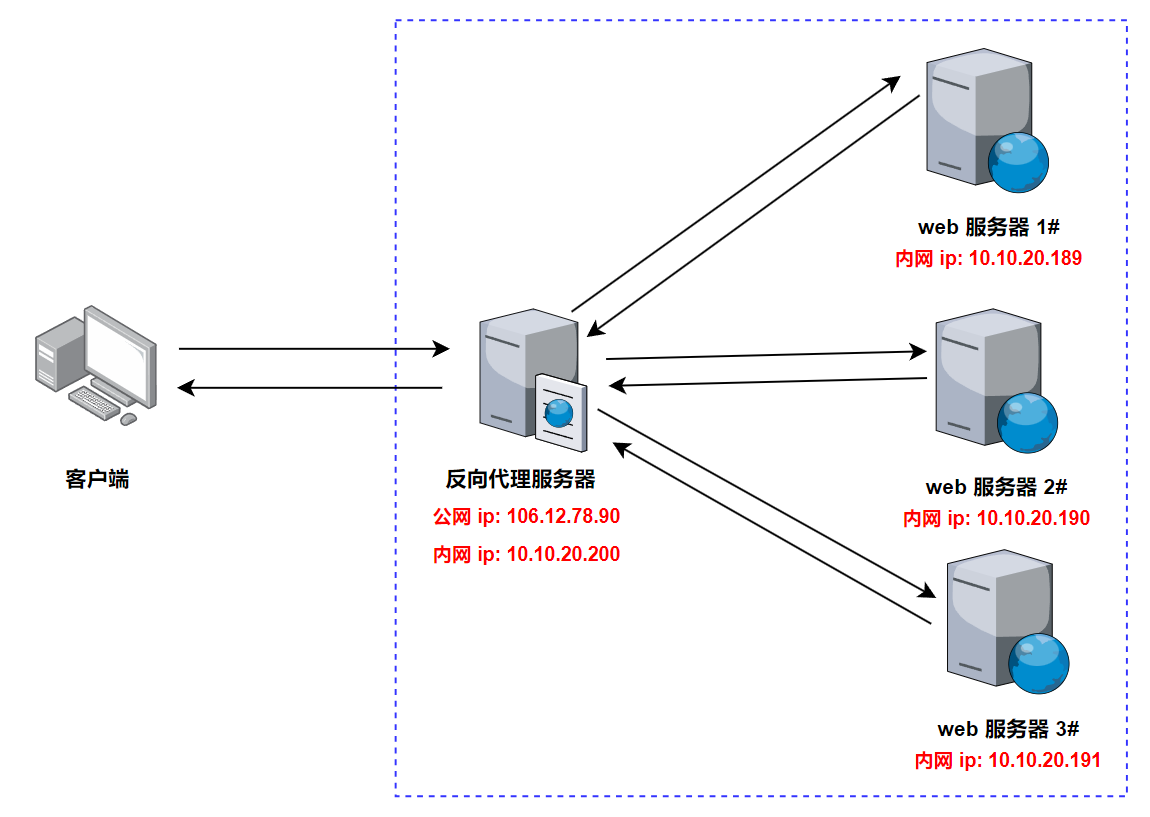 web 服务器 1#
内网 ip: 10.10.20.189
客户端
反向代理服务器
公网 ip: 106.12.78.90
内网 ip: 10.10.20.200
web 服务器 2#
内网 ip: 10.10.20.190
web 服务器 3#
内网 ip: 10.10.20.191